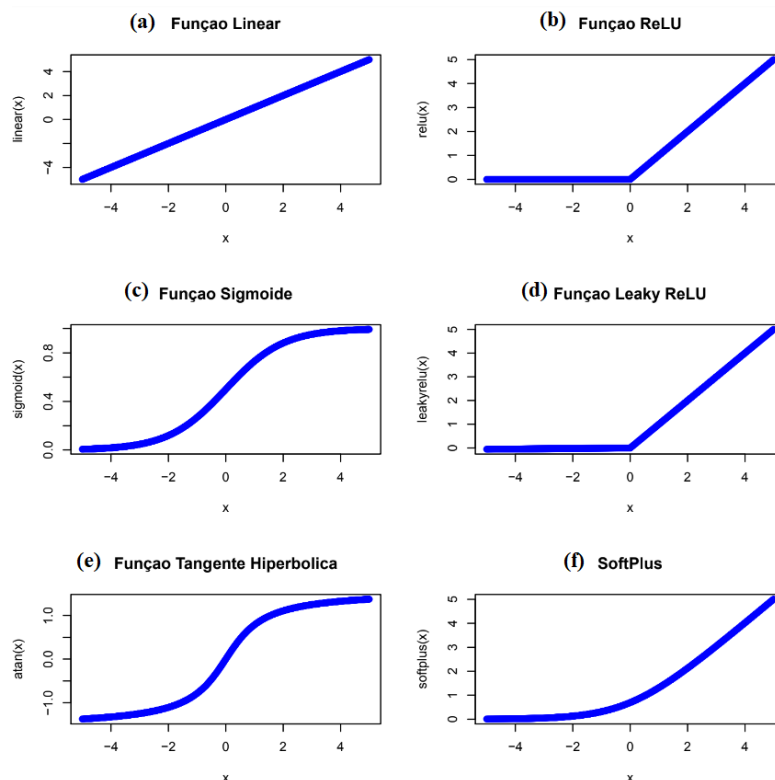 (a) Funçao Linear
linear(x)
−4 2 4
−4 −2 0 2 4
x
(b) Funçao ReLU
relu(x)
0 1 2 3 4 5
−4 −2 0 2 4
x
(c) Funçao Sigmoide
sigmoid(x)
0.0 0.4 0.8
−4 −2 0 2 4
x
(d) Funçao Leaky ReLU
leakyrelu(x)
0 1 2 3 4 5
−4 −2 0 2 4
x
(e) Funçao Tangente Hiperbolica
atan(x)
−1.0 0.0 1.0
−4 −2 0 2 4
x
(f) SoftPlus
softplus(x)
0 1 2 3 4 5
−4 −2 0 2 4
x